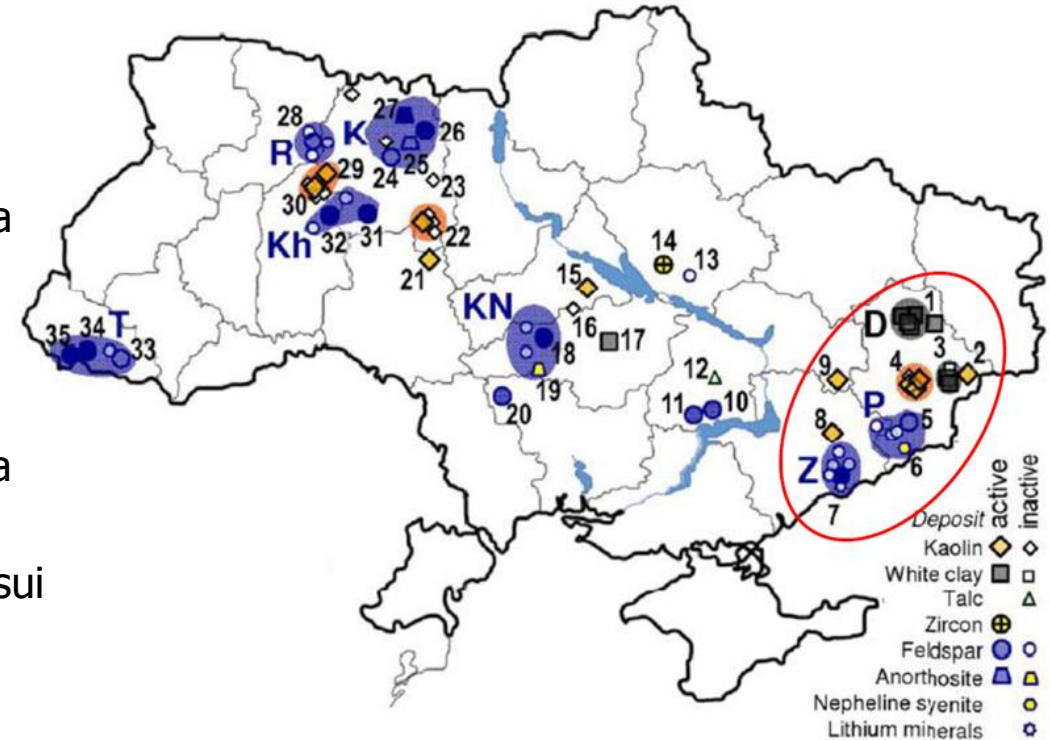 28
27
K
26
R
29
25
24
23
30
a
Kh
32
31
22
21
14
13
15
KN
16
17
D
1
T
35
34
33
18
12
9
4
3
2
19
P
20
11
10
8
5
Z
6
7
a
sui
active
inactive
Deposit
Kaolin
White clay
Talc
Zircon
Feldspar
Anorthosite
Nepheline syenite
Lithium minerals